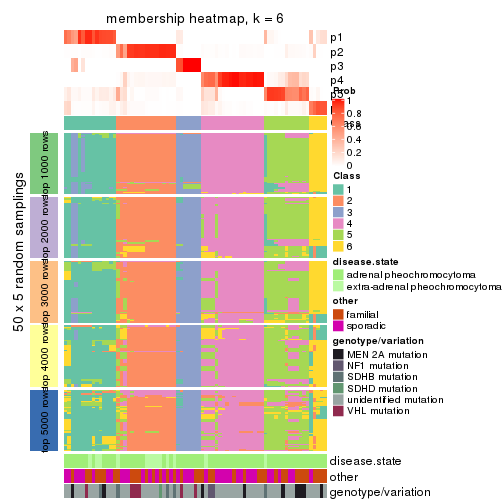 membership heatmap, k = 6
p1
p2
p3
p4
Prob
1
0.8
0.6
0.4
0.2
0
Class
1
2
3
4
5
6
disease.state
adrenal pheochromocytoma
extra-adrenal pheochromocytoma
other
familial
sporadic
genotype/variation
MEN 2A mutation
NF1 mutation
SDHB mutation
SDHD mutation
unidentified mutation
VHL mutation
50 x 5 random samplings
top 1000 rows
top 2000 rows
top 3000 rows
top 4000 rows
top 5000 rows
disease.state
other
genotype/variation